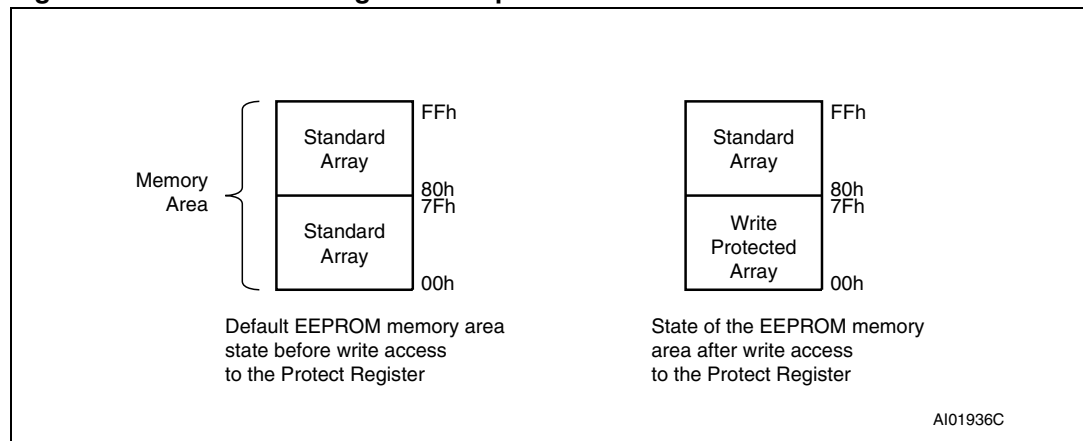 Memory
Area
Standard
Array
Standard
Array
FFh
80h
7Fh
00h
Default EEPROM memory area
state before write access
to the Protect Register
Standard
Array
Write
Protected
Array
FFh
80h
7Fh
00h
State of the EEPROM memory
area after write access
to the Protect Register
AI01936C